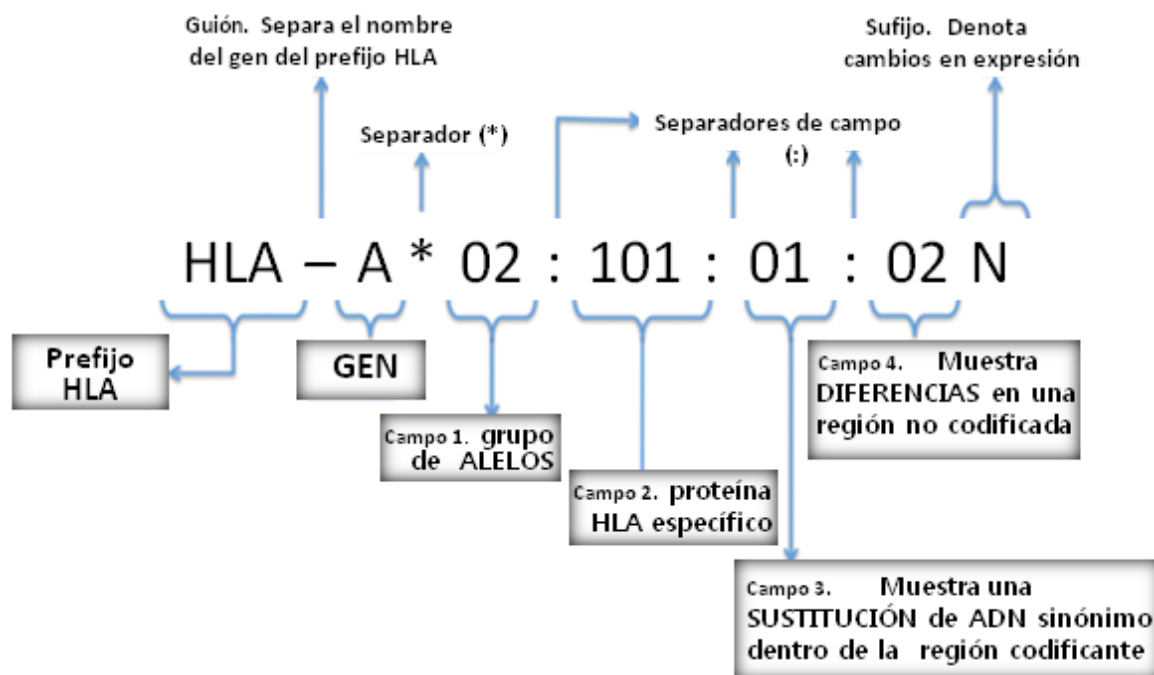 Guión. Separa el nombre
del gen del prefijo HLA
Sufijo. Denota
cambios en expresión
Separador (*)
Separadores de campo
(:)
HLA – A * 02 : 101 : 01 : 02 N
Prefijo
HLA
GEN
Campo 1. grupo
de ALELOS
Campo 2. proteína
HLA específico
Campo 4. Muestra
DIFERENCIAS en una
región no codificada
Campo 3. Muestra una
SUSTITUCIÓN de ADN sinónimo
dentro de la región codificante